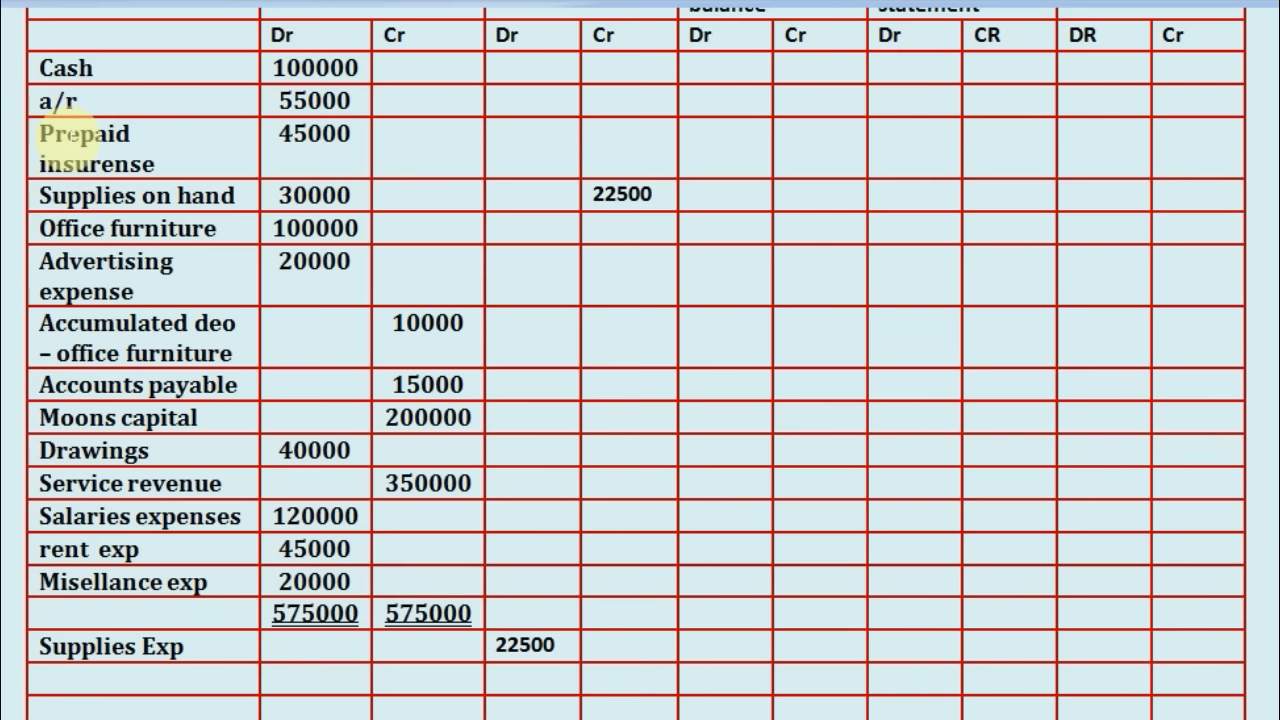 balance statement
Dr Cr Dr Cr Dr Cr Dr CR DR Cr
Cash 100000
a/r 55000
Prepaid 45000
insurense
Supplies on hand 30000 22500
Office furniture 100000
Advertising 20000
expense
Accumulated deo 10000
– office furniture
Accounts payable 15000
Moons capital 200000
Drawings 40000
Service revenue 350000
Salaries expenses 120000
rent exp 45000
Misellance exp 20000
575000 575000
Supplies Exp 22500